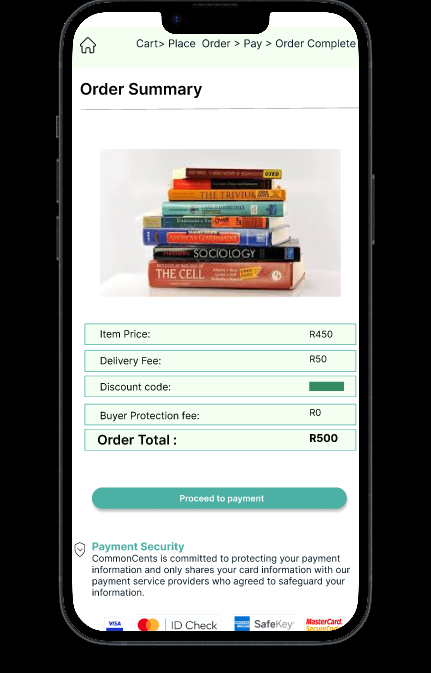 Cart> Place Order > Pay > Order Complete
Order Summary
USED
THE TRIVIUM
AMERICAN GOVERNMENT
SOCIOLOGY
THE CELL
Item Price: R450
Delivery Fee: R50
Discount code:
Buyer Protection fee: R0
Order Total : R500
Proceed to payment
Payment Security
CommonCents is committed to protecting your payment
information and only shares your card information with our
payment service providers who agreed to safeguard your
information.
VISA ID Check SafeKey MasterCard.
SecureCode